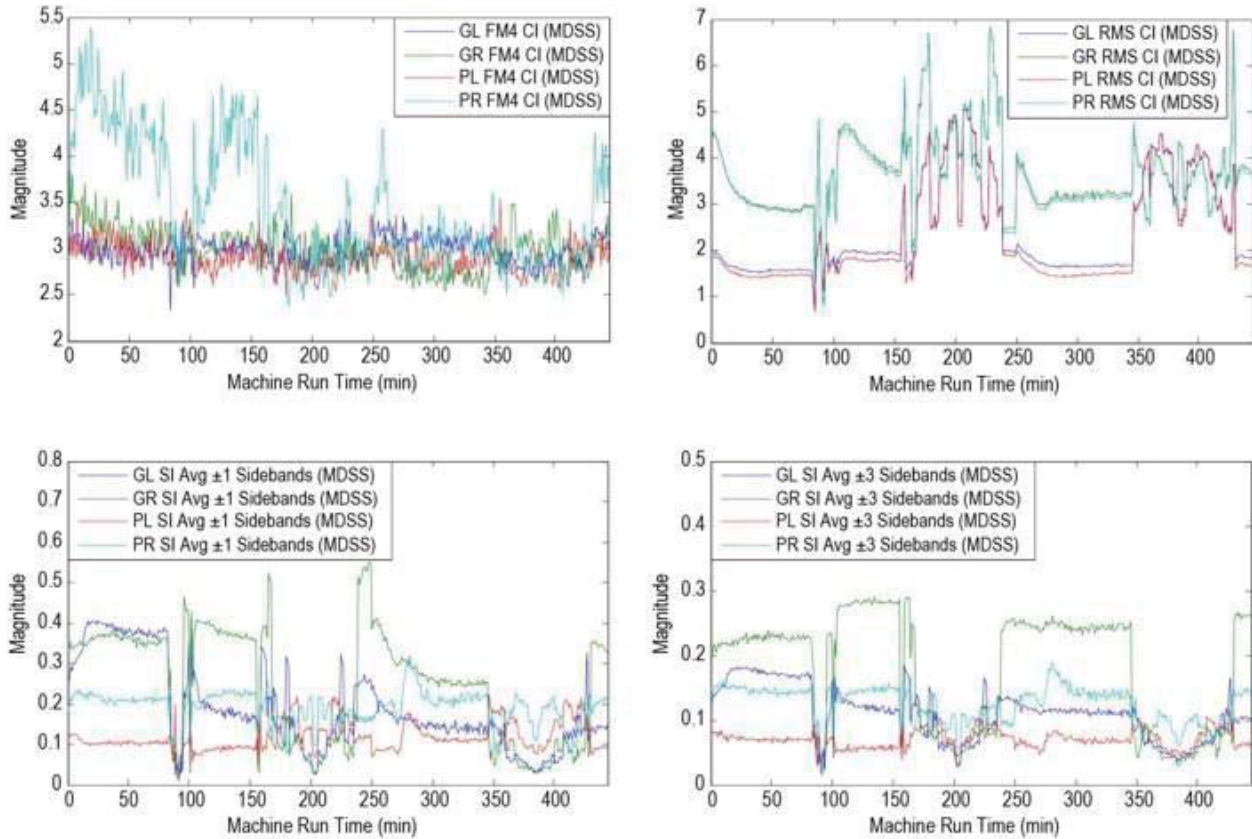 5.5
5
4.5
4
3.5
3
2.5
2
Magnitude
GL FM4 CI (MDSS)
GR FM4 CI (MDSS)
PL FM4 CI (MDSS)
PR FM4 CI (MDSS)
0 50 100 150 200 250 300 350 400
Machine Run Time (min)
7
6
5
4
3
2
1
0
Magnitude
GL RMS CI (MDSS)
GR RMS CI (MDSS)
PL RMS CI (MDSS)
PR RMS CI (MDSS)
0 50 100 150 200 250 300 350 400
Machine Run Time (min)
0.8
0.7
0.6
0.5
0.4
0.3
0.2
0.1
0
Magnitude
GL SI Avg ±1 Sidebands (MDSS)
GR SI Avg ±1 Sidebands (MDSS)
PL SI Avg ±1 Sidebands (MDSS)
PR SI Avg ±1 Sidebands (MDSS)
0 50 100 150 200 250 300 350 400
Machine Run Time (min)
0.5
0.4
0.3
0.2
0.1
0
Magnitude
GL SI Avg ±3 Sidebands (MDSS)
GR SI Avg ±3 Sidebands (MDSS)
PL SI Avg ±3 Sidebands (MDSS)
PR SI Avg ±3 Sidebands (MDSS)
0 50 100 150 200 250 300 350 400
Machine Run Time (min)